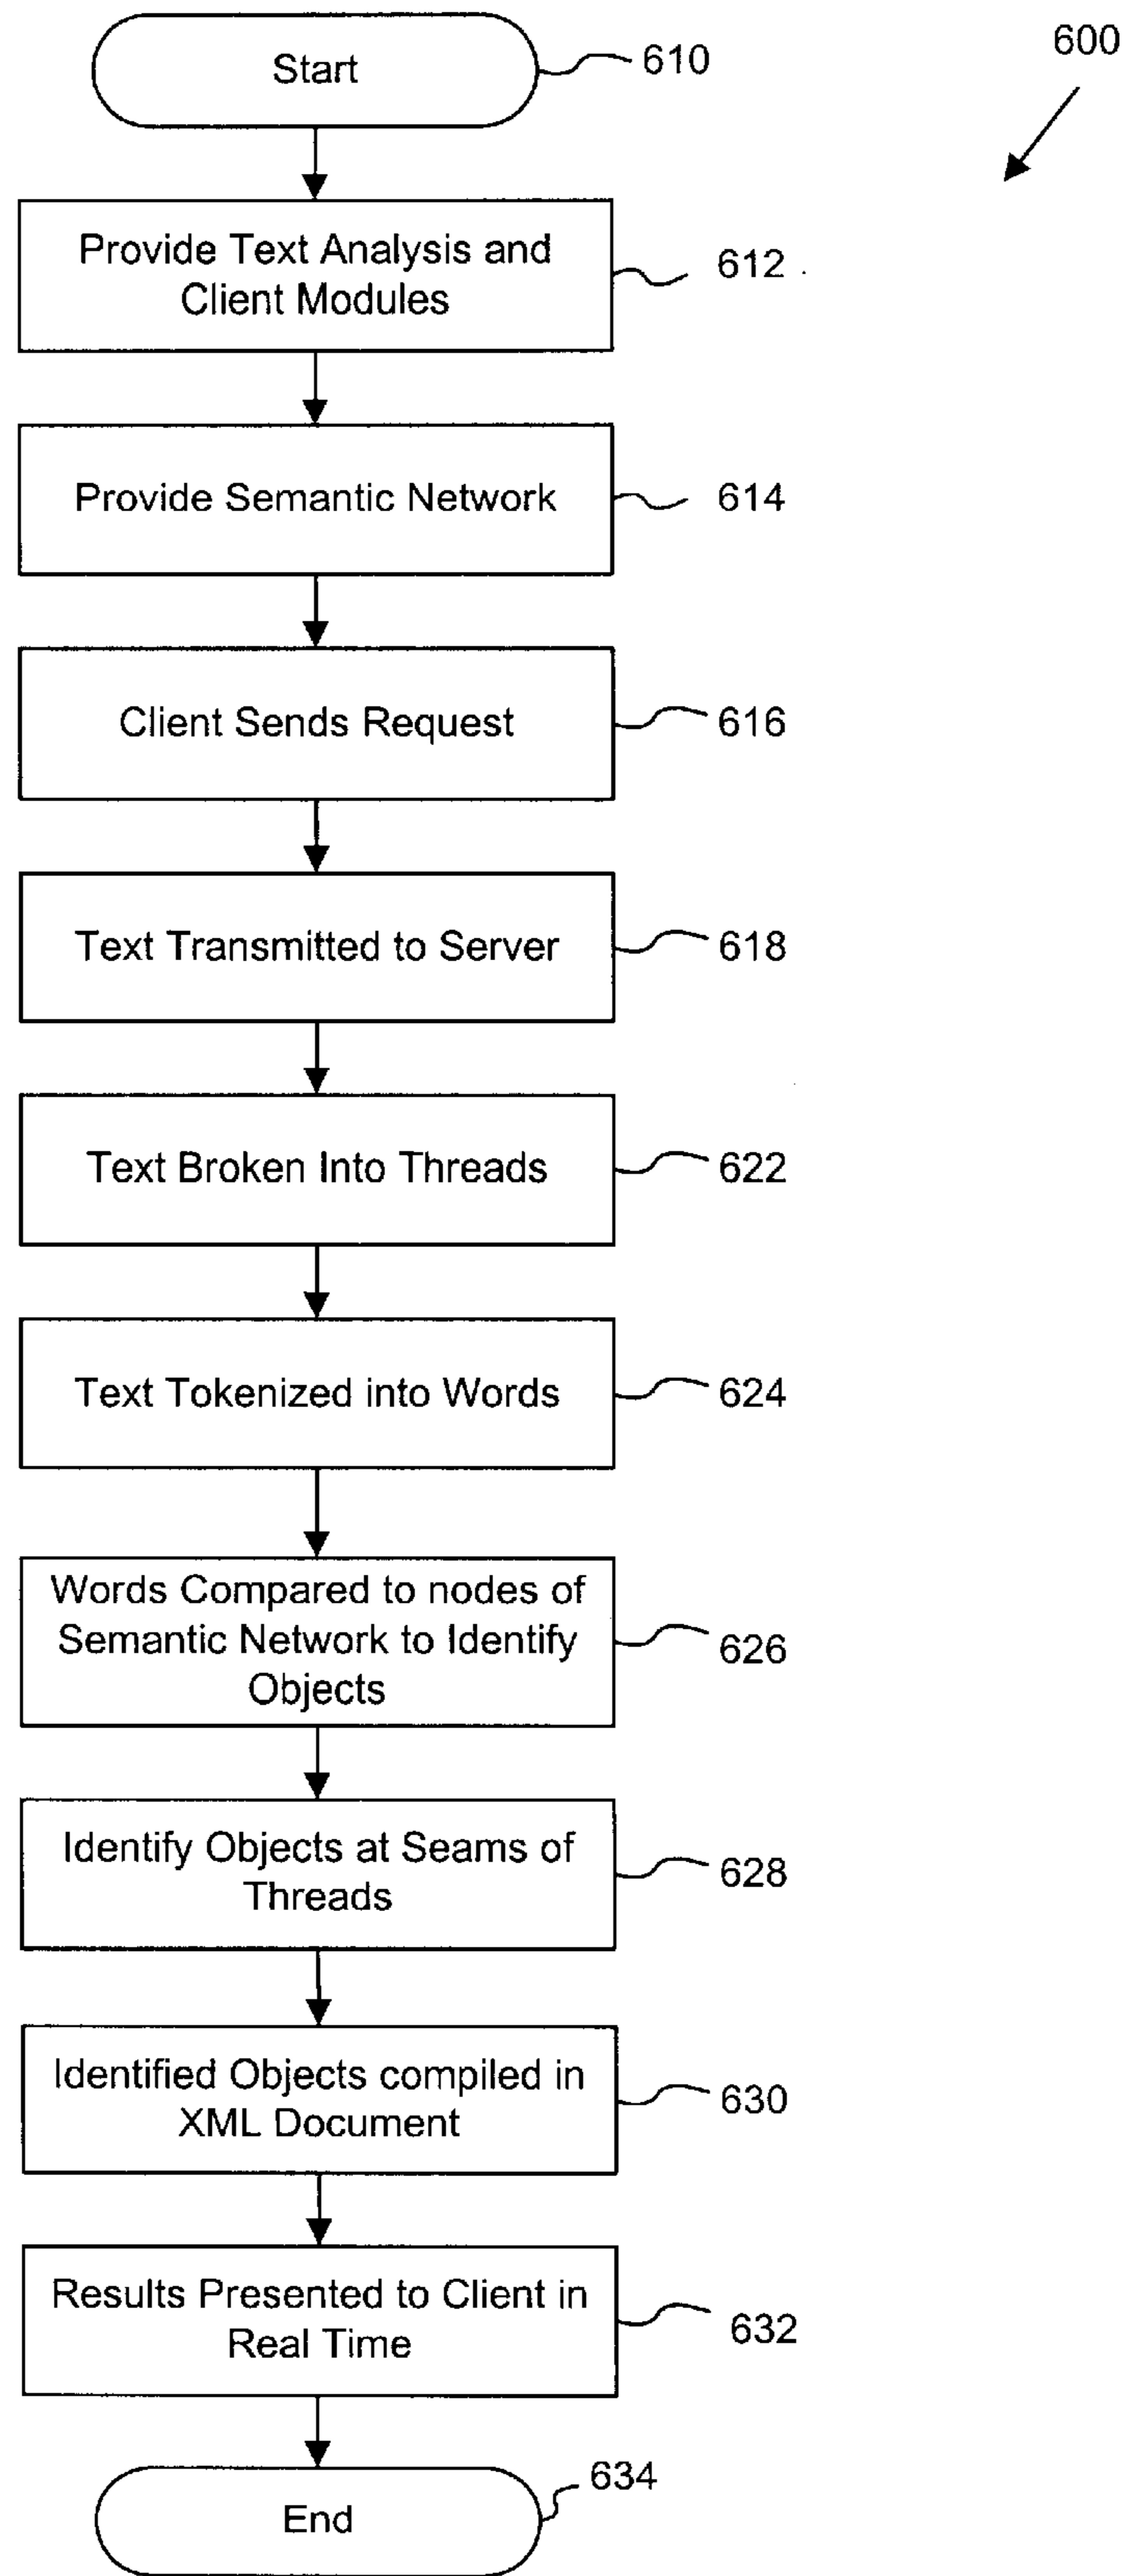 Start
610
600
Provide Text Analysis and
Client Modules
612
Provide Semantic Network
614
Client Sends Request
616
Text Transmitted to Server
618
Text Broken Into Threads
622
Text Tokenized into Words
624
Words Compared to nodes of
Semantic Network to Identify
Objects
626
Identify Objects at Seams of
Threads
628
Identified Objects compiled in
XML Document
630
Results Presented to Client in
Real Time
632
End
634